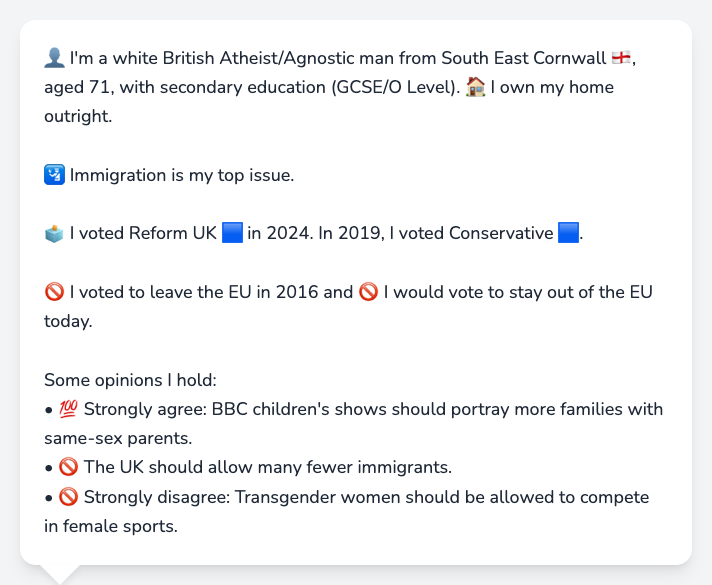 👤 I'm a white British Atheist/Agnostic man from South East Cornwall 🏴󠁧󠁢󠁥󠁮󠁧󠁿,
aged 71, with secondary education (GCSE/O Level). 🏠 I own my home
outright.
🛂 Immigration is my top issue.
🗳️ I voted Reform UK 🟦 in 2024. In 2019, I voted Conservative 🟦.
🚫 I voted to leave the EU in 2016 and 🚫 I would vote to stay out of the EU
today.
Some opinions I hold:
• 💯 Strongly agree: BBC children's shows should portray more families with
same-sex parents.
• 🚫 The UK should allow many fewer immigrants.
• 🚫 Strongly disagree: Transgender women should be allowed to compete
in female sports.